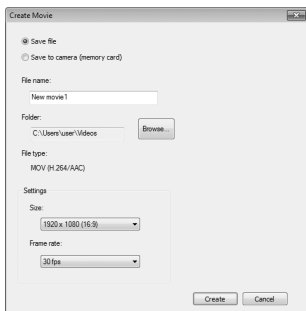 Create Movie
Save file
Save to camera (memory card)
File name:
New movie1
Folder:
C:\Users\user\Videos
Browse...
File type:
MOV (H.264/AAC)
Settings
Size:
1920 x 1080 (16:9)
Frame rate:
30 fps
Create Cancel